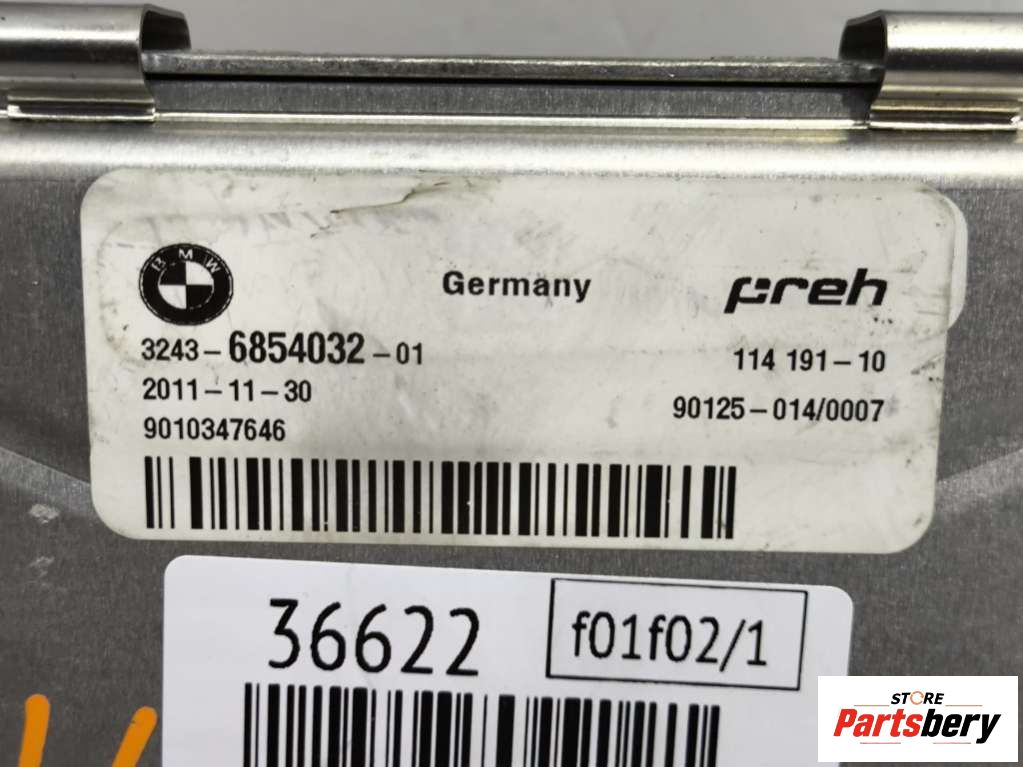 BMW
Germany
preh
3243-6854032-01
114 191-10
2011-11-30
90125-014/0007
9010347646
36622
f01f02/1
STORE
Partsbery